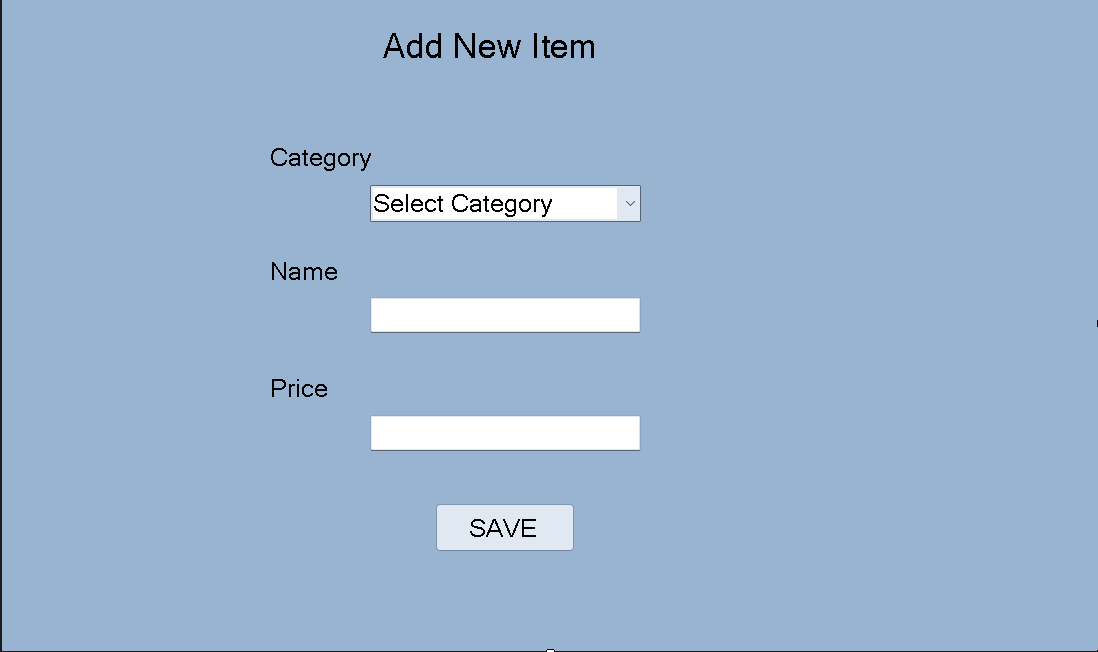 Add New Item
Category
Select Category
Name
Price
SAVE